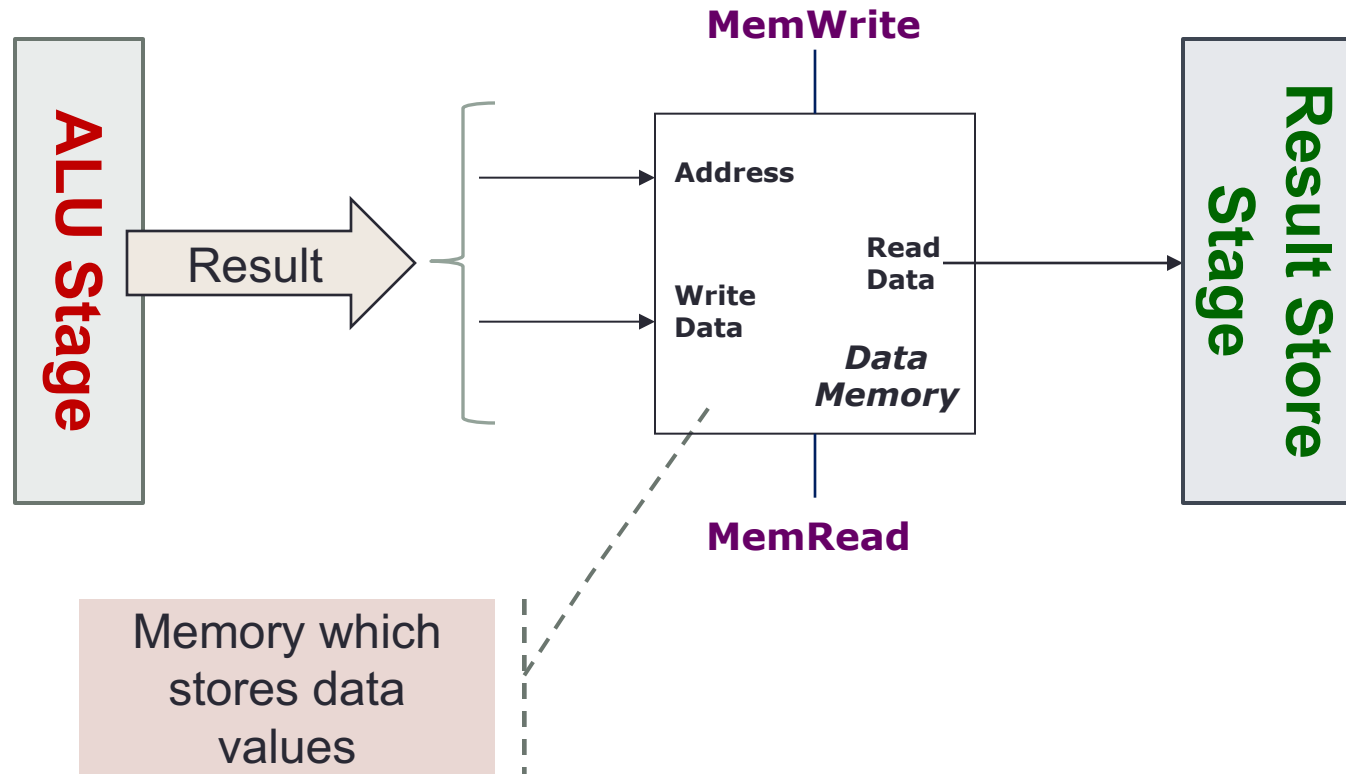 MemWrite
ALU Stage
Result
Address
Write
Data
Read
Data
Data
Memory
Result Store
Stage
MemRead
Memory which
stores data
values